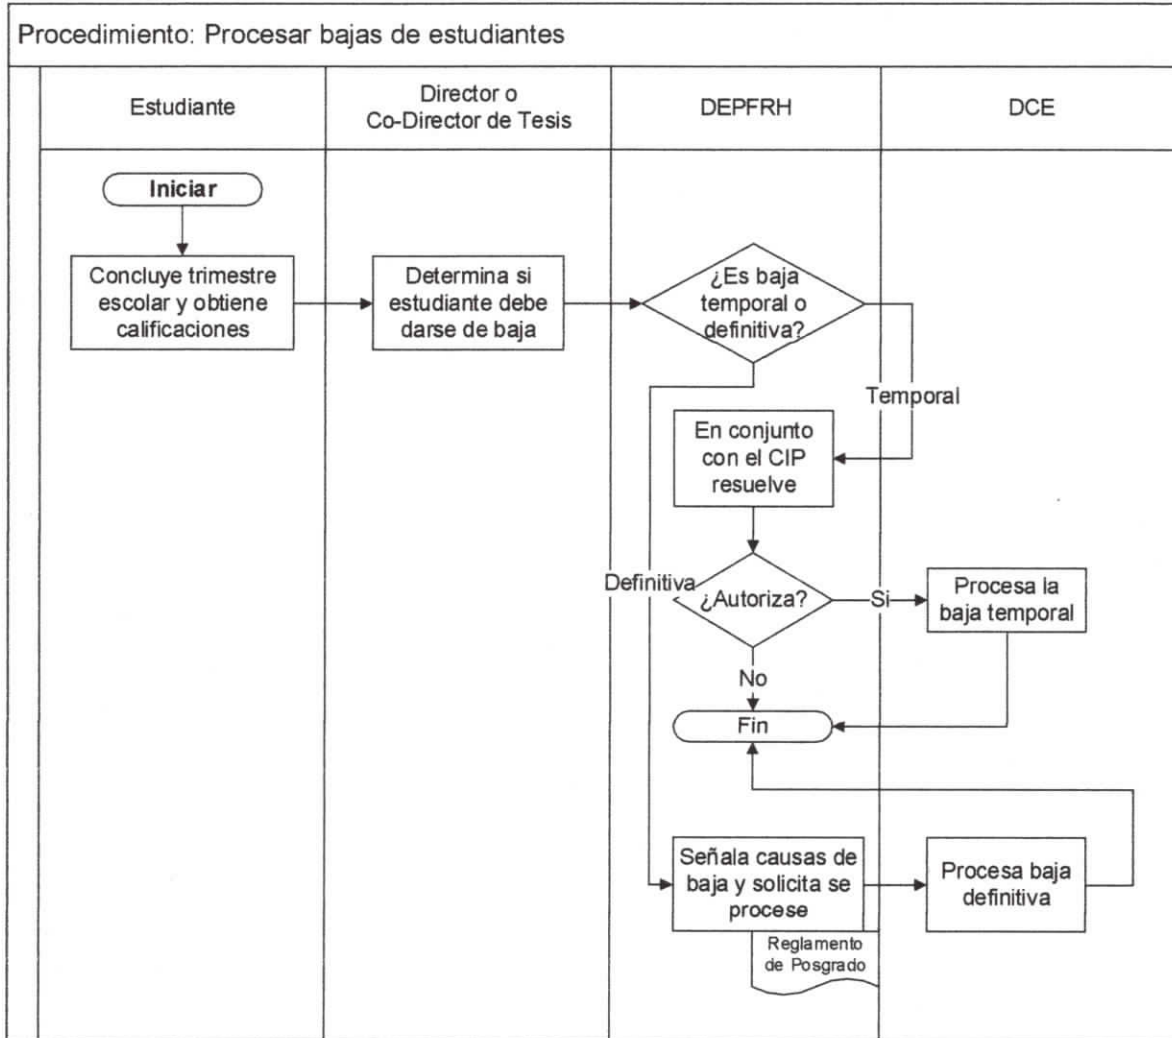 Procedimiento: Procesar bajas de estudiantes
Estudiante
Director o
Co-Director de Tesis
DEPFRH
DCE
Iniciar
Concluye trimestre
escolar y obtiene
calificaciones
Determina si
estudiante debe
darse de baja
¿Es baja
temporal o
definitiva?
Temporal
En conjunto
con el CIP
resuelve
Definitiva
¿Autoriza?
Si
Procesa la
baja temporal
No
Fin
Señala causas de
baja y solicita se
procese
Procesa baja
definitiva
Reglamento
de Posgrado